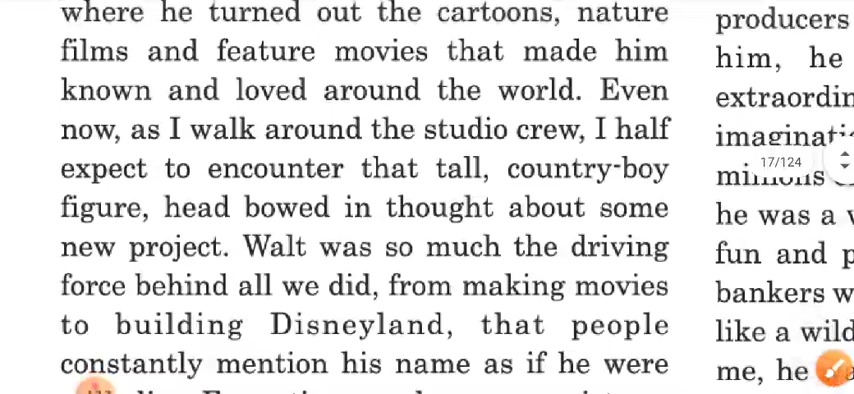 where he turned out the cartoons, nature
films and feature movies that made him
known and loved around the world. Even
now, as I walk around the studio crew, I half
expect to encounter that tall, country-boy
figure, head bowed in thought about some
new project. Walt was so much the driving
force behind all we did, from making movies
to building Disneyland, that people
constantly mention his name as if he were
producers
him, he
extraordin
imaginati
17/124
he was a
fun and p
bankers w
like a wild
me, he